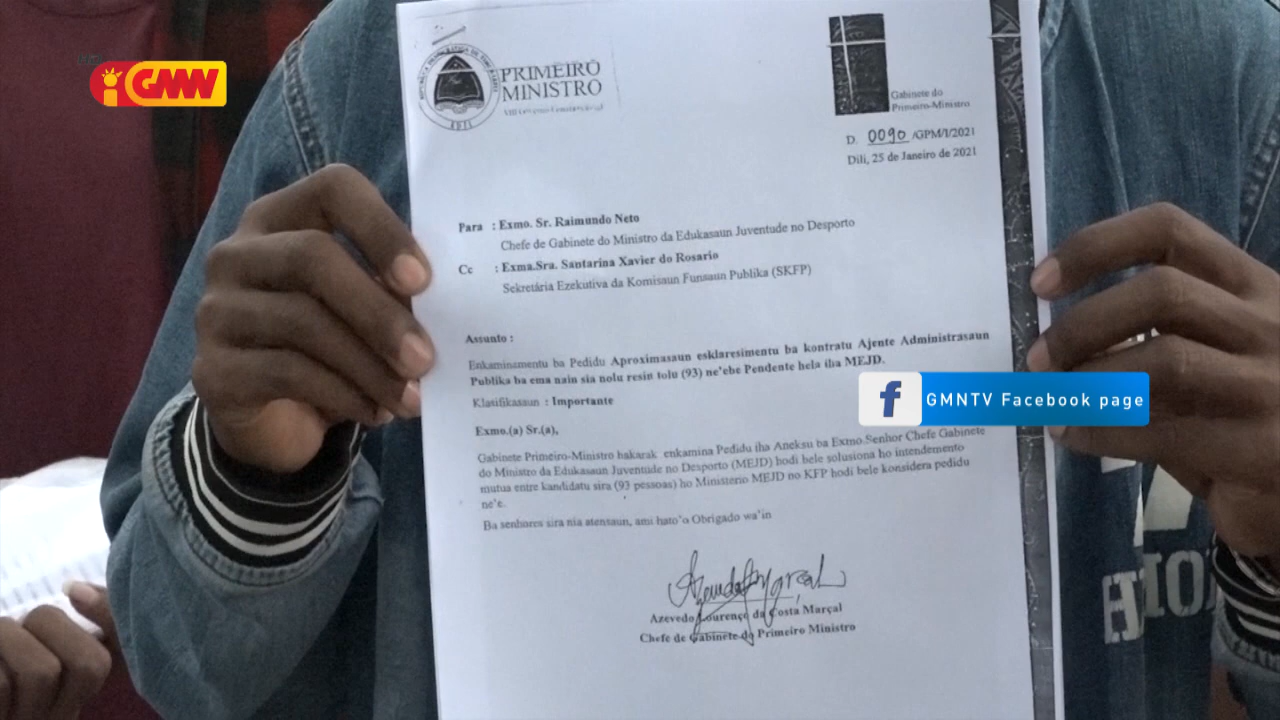 GMN
PRIMEIRO
MINISTRO
VIII Governo Constitucional
Gabinete do
Primeiro-Ministro
D. 0090 /GPM/I/2021
Dili, 25 de Janeiro de 2021
Para : Exmo. Sr. Raimundo Neto
Chefe de Gabinete do Ministro da Edukasaun Juventude no Desporto
Cc : Exma.Sra. Santarina Xavier do Rosario
Sekretária Ezekutiva da Komisaun Funsaun Publika (SKFP)
Assunto :
Enkaminamentu ba Pedidu Aproximasaun esklaresimentu ba kontratu Ajente Administrasaun
Publika ba ema nain sia nolu resin tolu (93) ne'ebe Pendente hela iha MEJD.
Klasifikassun : Importante
GMNTV Facebook page
Exmo.(a) Sr.(a),
Gabinete Primeiro-Ministro hakarak enkamina Pedidu iha Aneksu ba Exmo.Senhor Chefe Gabinete
do Ministro da Edukasaun Juventude no Desporto (MEJD) hodi bele solusiona ho intendemento
mutua entre kandidatu sira (93 pessoas) ho Ministerio MEJD no KFP hodi bele konsidera pedidu
ne'e.
Ba senhores sira nia atensaun, ami hato'o Obrigado wa'in
Azevedo Lourenço da Costa Marçal
Chefe de Gabinete do Primeiro Ministro